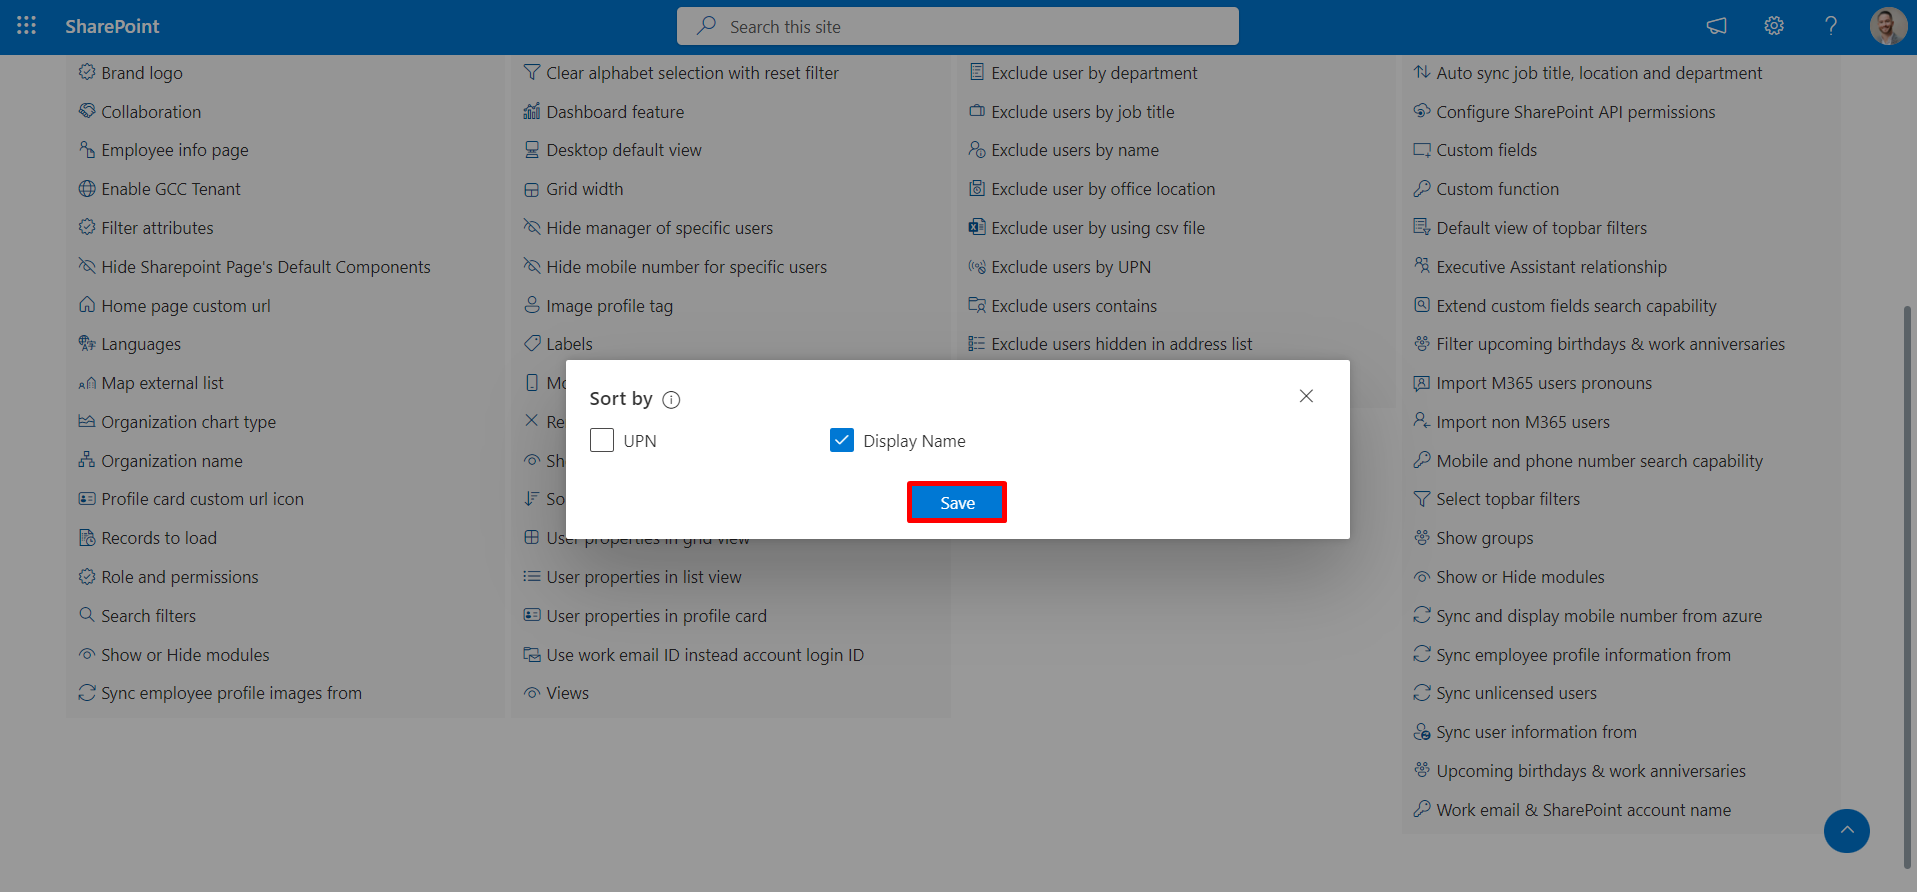 SharePoint
Search this site
Brand logo
Collaboration
Employee info page
Enable GCC Tenant
Filter attributes
Hide Sharepoint Page's Default Components
Home page custom url
Languages
Map external list
Organization chart type
Organization name
Profile card custom url icon
Records to load
Role and permissions
Search filters
Show or Hide modules
Sync employee profile images from
Clear alphabet selection with reset filter
Dashboard feature
Desktop default view
Grid width
Hide manager of specific users
Hide mobile number for specific users
Image profile tag
Labels
User properties in grid view
User properties in list view
User properties in profile card
Use work email ID instead account login ID
Views
Exclude user by department
Exclude users by job title
Exclude users by name
Exclude user by office location
Exclude user by using csv file
Exclude users by UPN
Exclude users contains
Exclude users hidden in address list
Auto sync job title, location and department
Configure SharePoint API permissions
Custom fields
Custom function
Default view of topbar filters
Executive Assistant relationship
Extend custom fields search capability
Filter upcoming birthdays & work anniversaries
Import M365 users pronouns
Import non M365 users
Mobile and phone number search capability
Select topbar filters
Show groups
Show or Hide modules
Sync and display mobile number from azure
Sync employee profile information from
Sync unlicensed users
Sync user information from
Upcoming birthdays & work anniversaries
Work email & SharePoint account name
Sort by
UPN
Display Name
Save